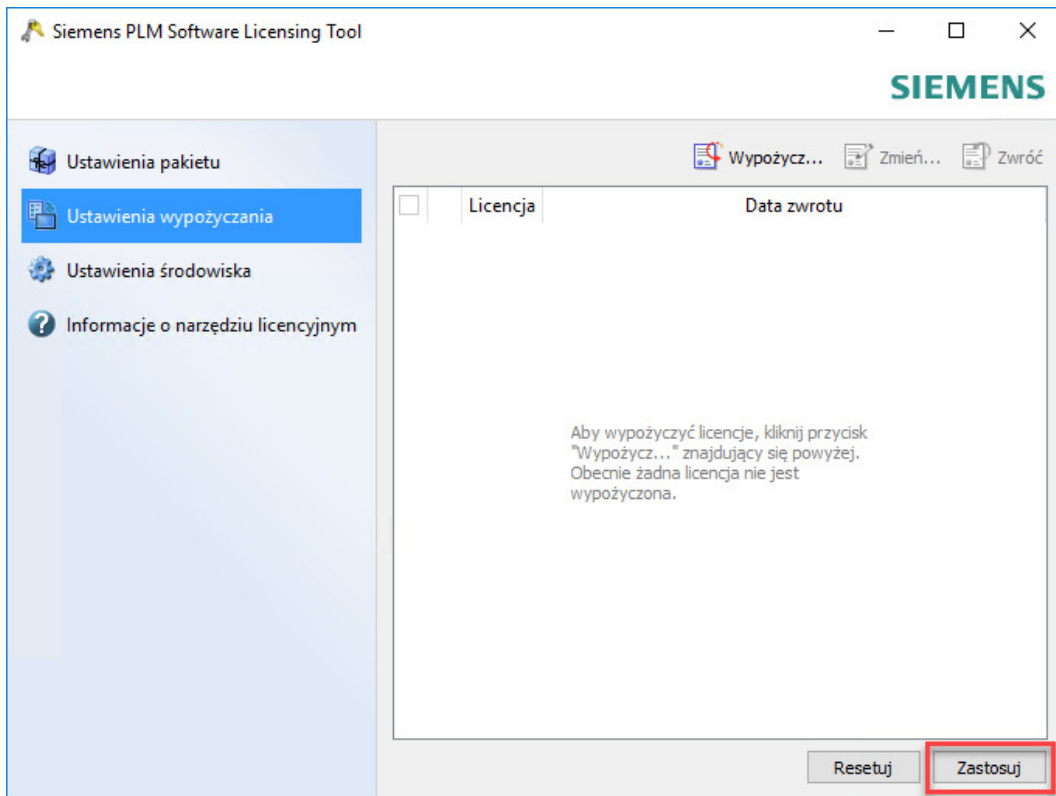 Siemens PLM Software Licensing Tool
SIEMENS
Ustawienia pakietu
Ustawienia wypożyczania
Ustawienia środowiska
Informacje o narzędziu licencyjnym
Wypożycz... Zmień... Zwróć
Licencja Data zwrotu
Aby wypożyczyć licencje, kliknij przycisk
"Wypożycz..." znajdujący się powyżej.
Obecnie żadna licencja nie jest
wypożyczona.
Resetuj Zastosuj